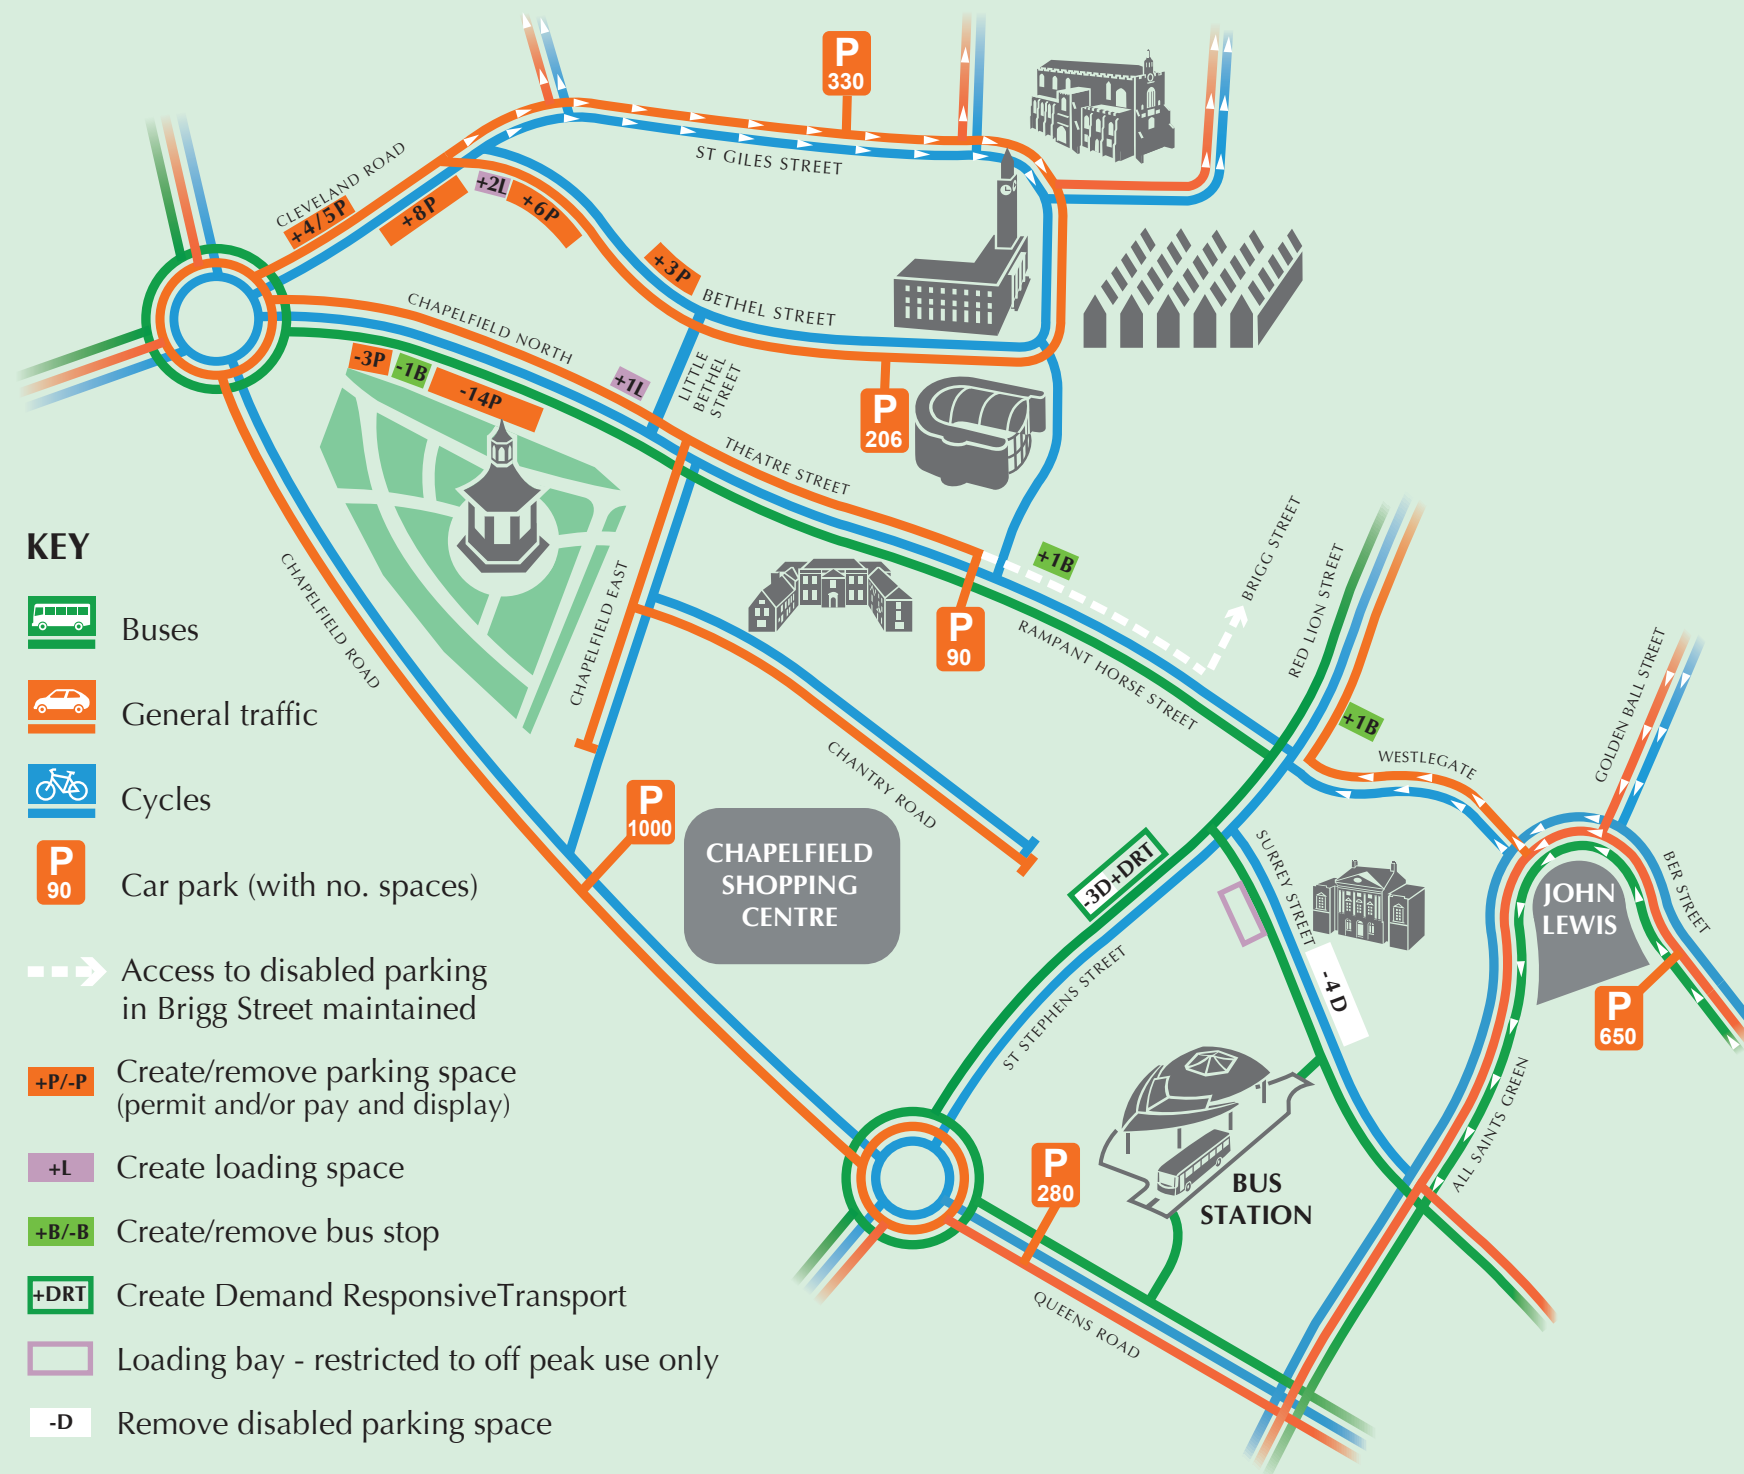 P
330
ST GILES STREET
CLEVELAND ROAD
+4/5P
+8P
+2L
+6P
+3P
BETHEL STREET
CHAPELFIELD NORTH
-3P
-1B
-14P
+1L
LITTLE
BETHEL
STREET
P
206
THEATRE STREET
+1B
BRIGG STREET
RED LION STREET
P
90
RAMPANT HORSE STREET
CHAPELFIELD EAST
CHAPELFIELD ROAD
+1B
WESTLEGATE
GOLDEN BALL STREET
CHANTRY ROAD
P
1000
CHAPELFIELD
SHOPPING
CENTRE
-3D+DRT
SURREY STREET
JOHN
LEWIS
BER STREET
-4D
P
650
ST STEPHENS STREET
ALL SAINTS GREEN
P
280
BUS
STATION
QUEENS ROAD
KEY
Buses
General traffic
Cycles
P
90
Car park (with no. spaces)
Access to disabled parking
in Brigg Street maintained
+P/-P
Create/remove parking space
(permit and/or pay and display)
+L
Create loading space
+B/-B
Create/remove bus stop
+DRT
Create Demand ResponsiveTransport
Loading bay - restricted to off peak use only
-D
Remove disabled parking space